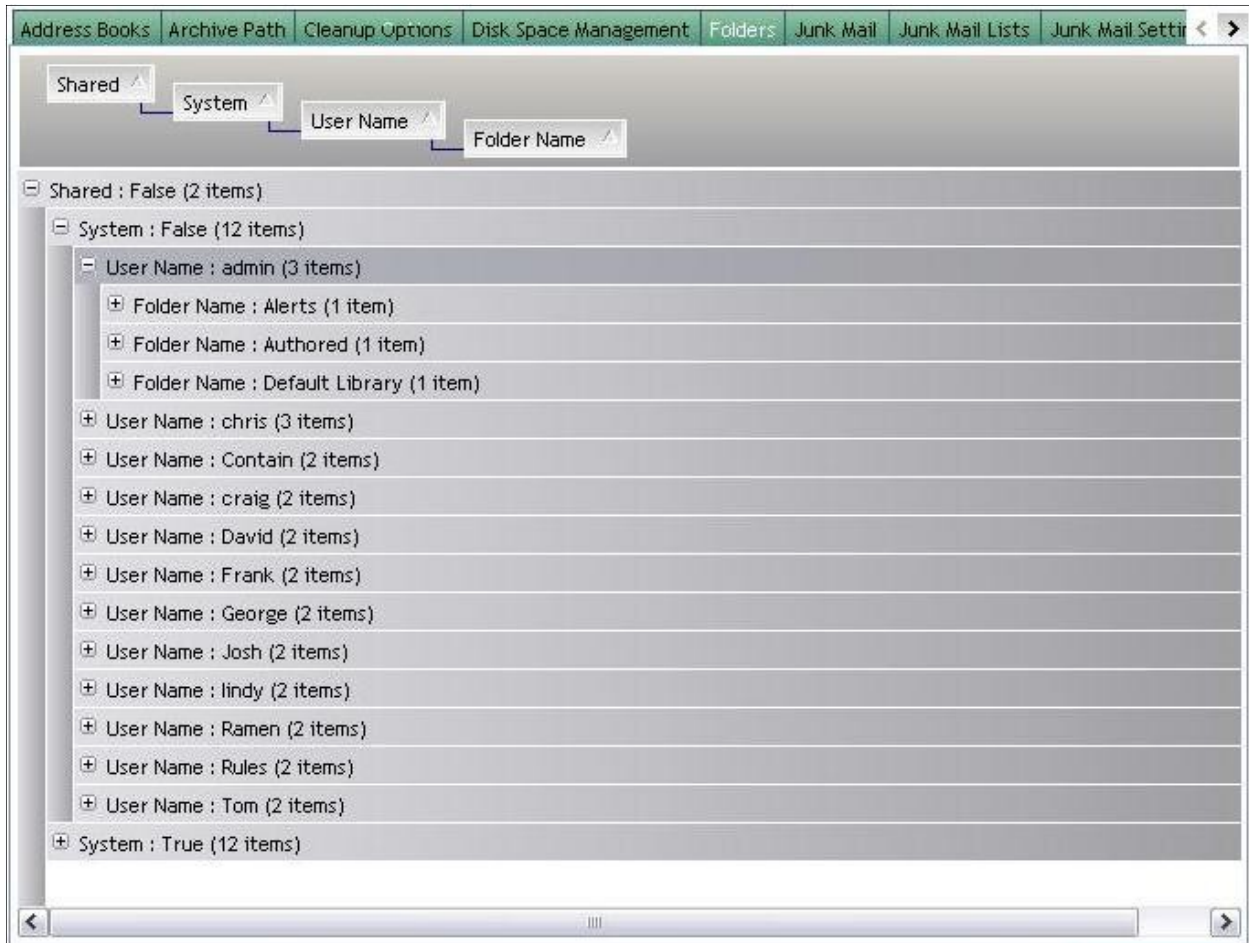 Address Books Archive Path Cleanup Options Disk Space Management Folders Junk Mail Junk Mail Lists Junk Mail Settin
Shared
System
User Name
Folder Name
Shared : False (2 items)
System : False (12 items)
User Name : admin (3 items)
Folder Name : Alerts (1 item)
Folder Name : Authored (1 item)
Folder Name : Default Library (1 item)
User Name : chris (3 items)
User Name : Contain (2 items)
User Name : craig (2 items)
User Name : David (2 items)
User Name : Frank (2 items)
User Name : George (2 items)
User Name : Josh (2 items)
User Name : lindy (2 items)
User Name : Ramen (2 items)
User Name : Rules (2 items)
User Name : Tom (2 items)
System : True (12 items)